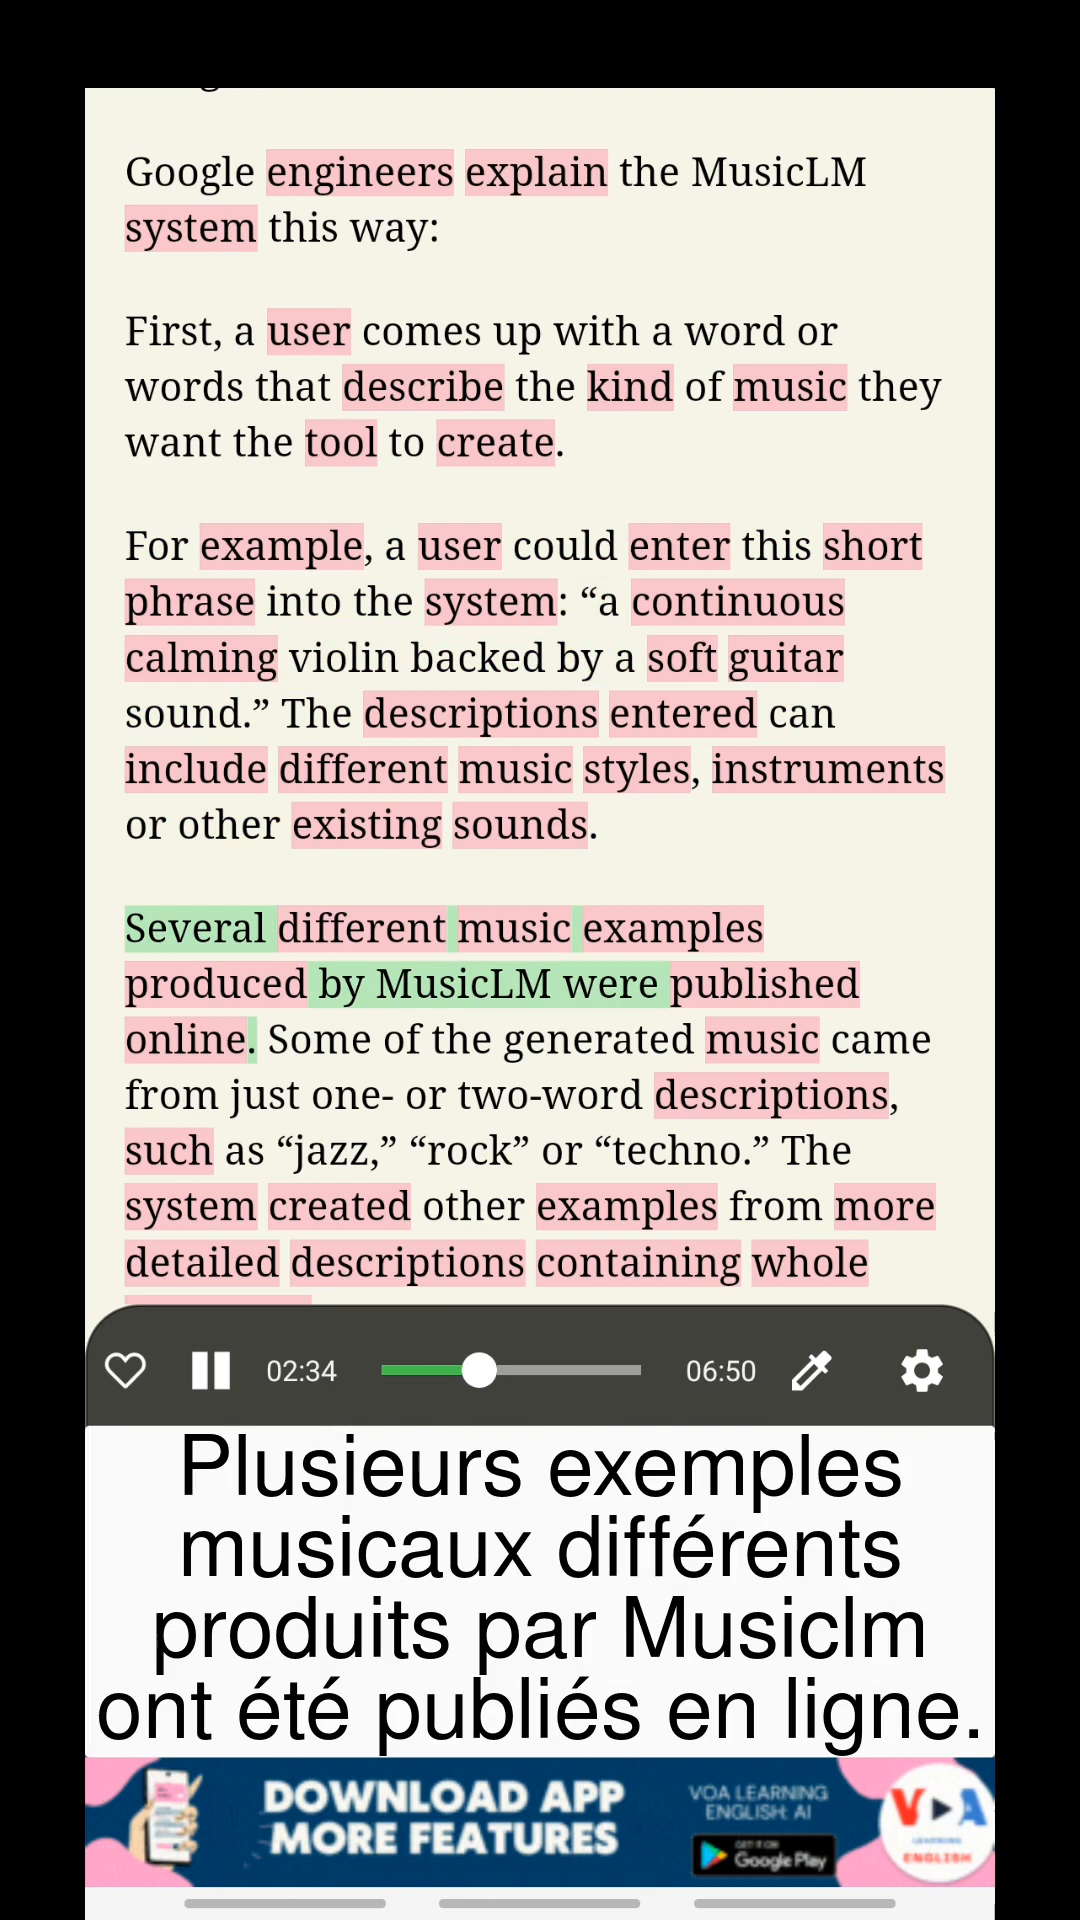 Google engineers explain the MusicLM
system this way:
First, a user comes up with a word or
words that describe the kind of music they
want the tool to create.
For example, a user could enter this short
phrase into the system: “a continuous
calming violin backed by a soft guitar
sound.” The descriptions entered can
include different music styles, instruments
or other existing sounds.
Several different music examples
produced by MusicLM were published
online. Some of the generated music came
from just one- or two-word descriptions,
such as “jazz,” “rock” or “techno.” The
system created other examples from more
detailed descriptions containing whole
02:34
06:50
Plusieurs exemples
musicaux différents
produits par Musiclm
ont été publiés en ligne.
DOWNLOAD APP
MORE FEATURES
VOA LEARNING
ENGLISH: AI
GET IT ON
Google Play
VOA
LEARNING
ENGLISH